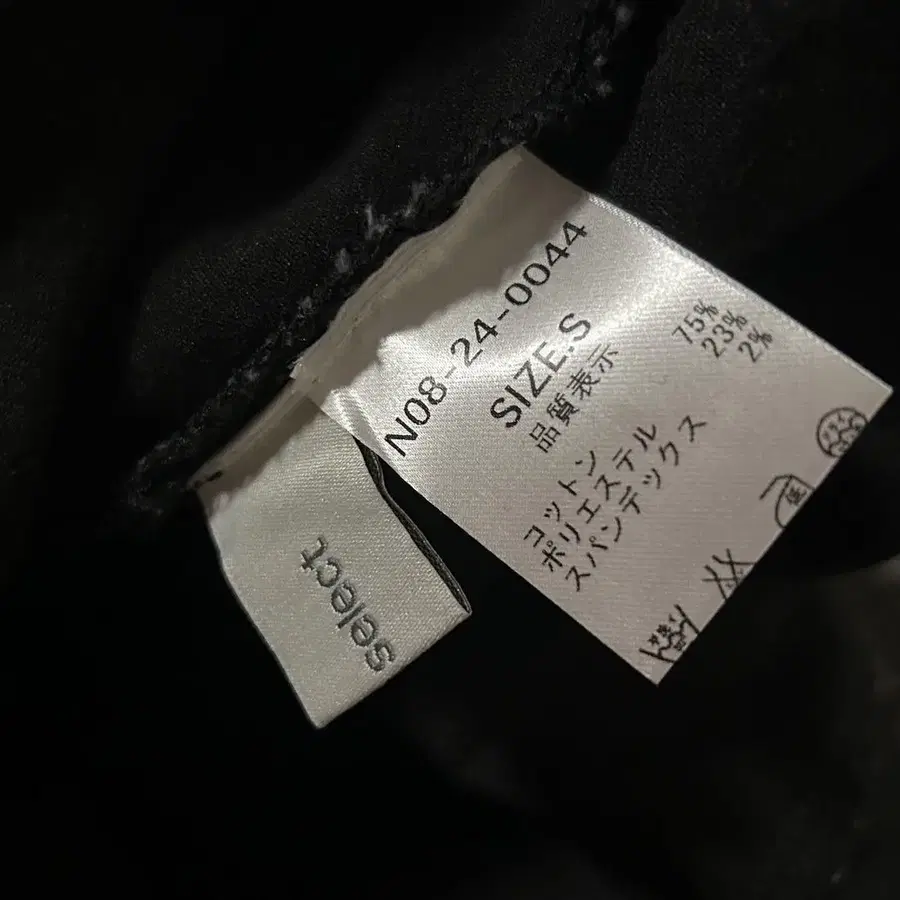 N08-24-0044
SIZE.S
品質表示
コットン 75%
ポリエステル 23%
スパンテックス 2%
低
select